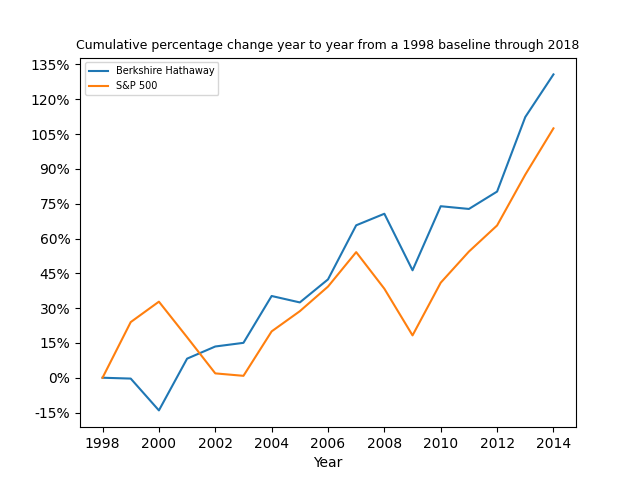 Cumulative percentage change year to year from a 1998 baseline through 2018
Berkshire Hathaway
S&P 500
135%
120%
105%
90%
75%
60%
45%
30%
15%
0%
-15%
1998 2000 2002 2004 2006 2008 2010 2012 2014
Year